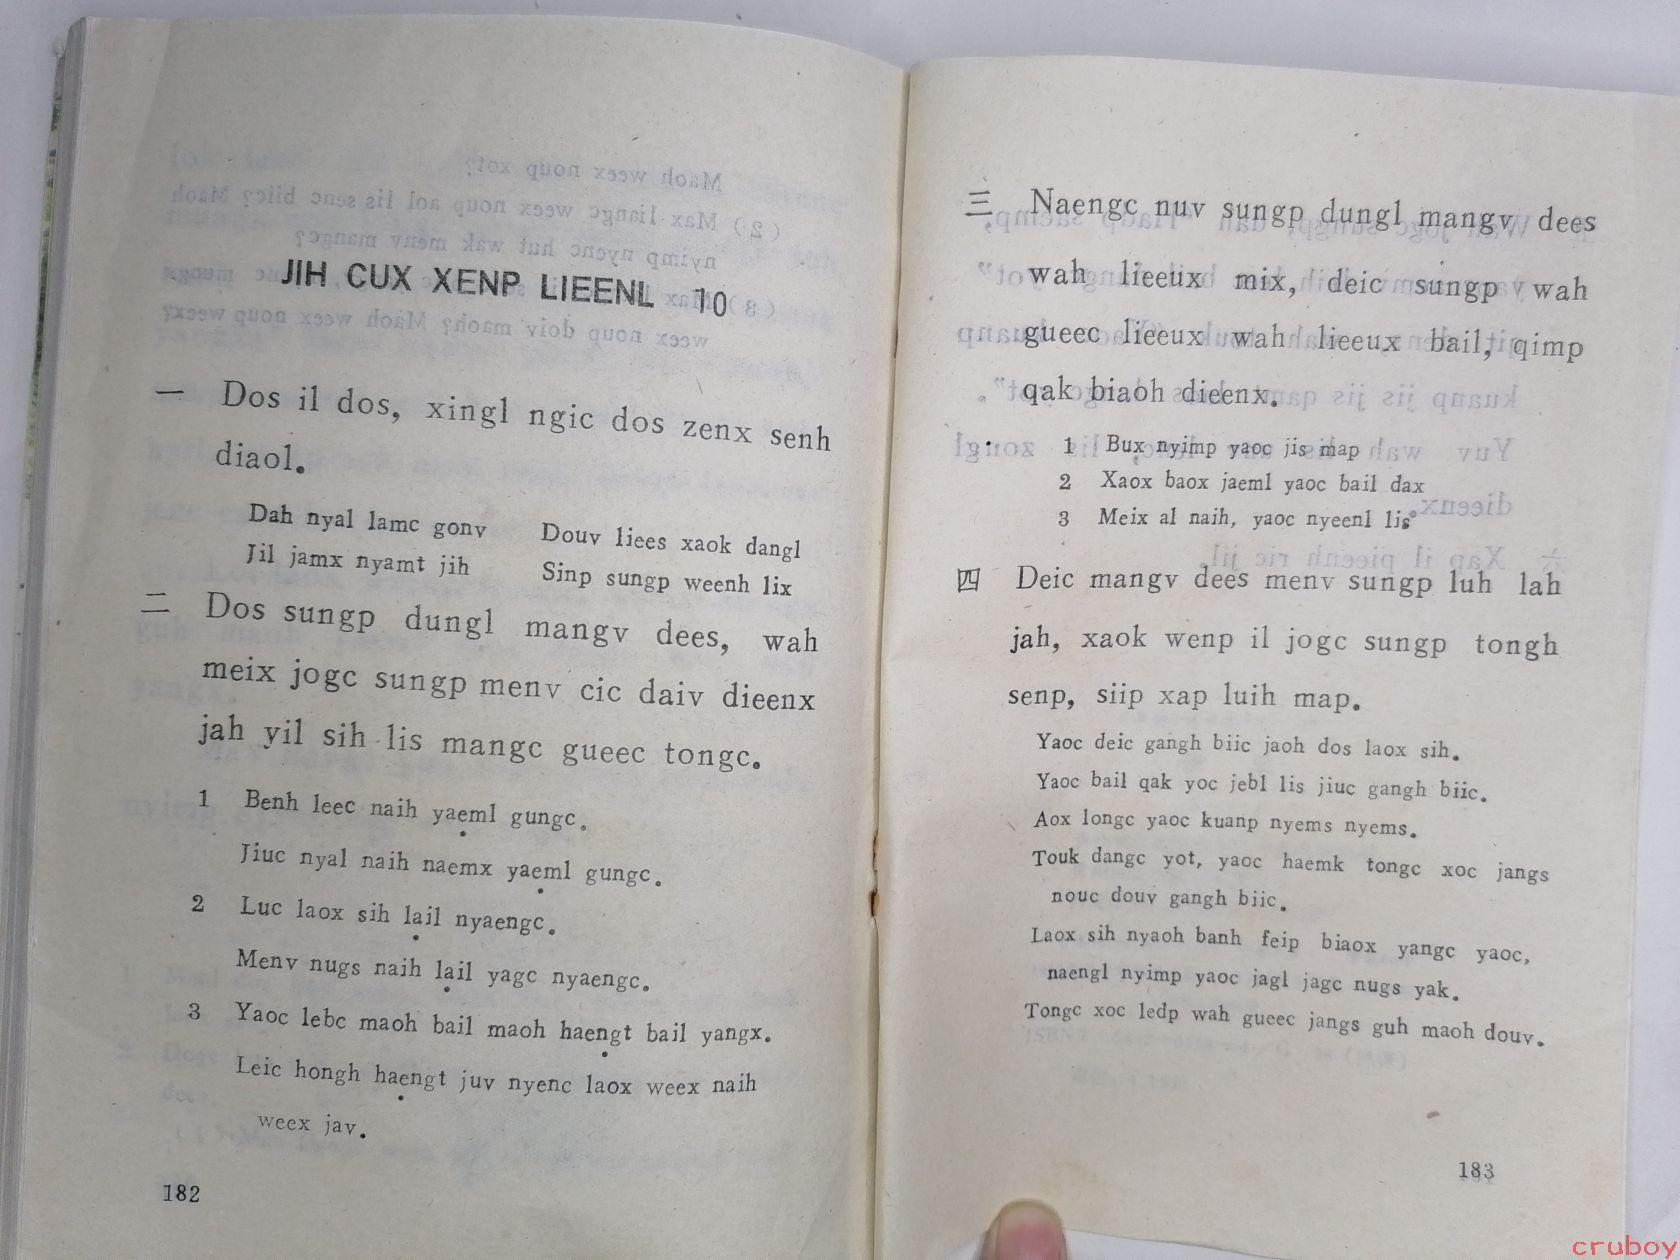 JIH CUX XENP LIEENL 10
一 Dos il dos, xingl ngic dos zenx senh
diaol.
Dah nyal lamc gonv Douv liees xaok dangl
Jil jamx nyamt jih Sinp sungp weenh lix
二 Dos sungp dungl mangv dees, wah
meix jogc sungp menv cic daiv dieenx
jah yil sih lis mangc gueec tongc.
1 Benh leec naih yaeml gungc.
Jiuc nyal naih naemx yaeml gungc.
2 Luc laox sih lail nyaengc.
Menv nugs naih lail yagc nyaengc.
3 Yaoc lebc maoh bail maoh haengt bail yangx.
Leic hongh haengt juv nyenc laox weex naih
weex jav.
182
三 Naengc nuv sungp dungl mangv dees
wah lieeux mix, deic sungp wah
gueec lieeux wah lieeux bail, qimp
qak biaoh dieenx.
1 Bux nyimp yaoc jis map
2 Xaox baox jaeml yaoc bail dax
3 Meix al naih, yaoc nyeenl lis
四 Deic mangv dees menv sungp luh lah
jah, xaok wenp il jogc sungp tongh
senp, siip xap luih map.
Yaoc deic gangh biic jaoh dos laox sih.
Yaoc bail qak yoc jebl lis jiuc gangh biic.
Aox longc yaoc kuanp nyems nyems.
Touk dangc yot, yaoc haemk tongc xoc jangs
nouc douv gangh biic.
Laox sih nyaoh banh feip biaox yangc yaoc,
naengl nyimp yaoc jagl jagc nugs yak.
Tongc xoc ledp wah gueec jangs guh maoh douv.
183
cruboy